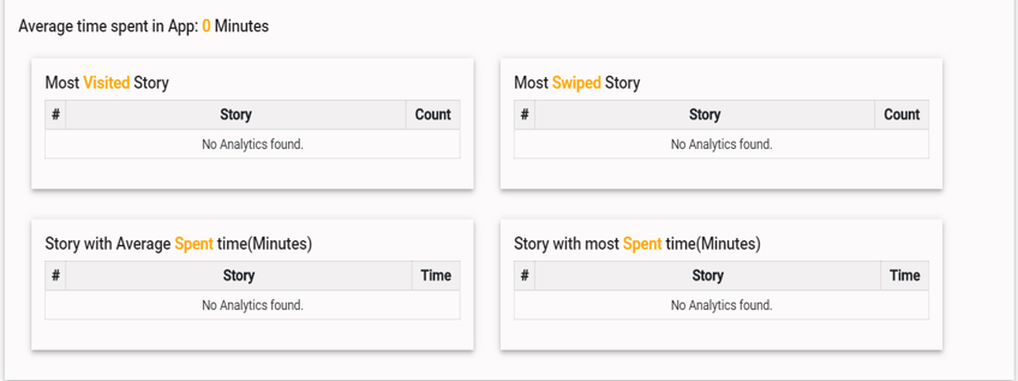 Average time spent in App: 0 Minutes
Most Visited Story
# Story Count
No Analytics found.
Most Swiped Story
# Story Count
No Analytics found.
Story with Average Spent time(Minutes)
# Story Time
No Analytics found.
Story with most Spent time(Minutes)
# Story Time
No Analytics found.